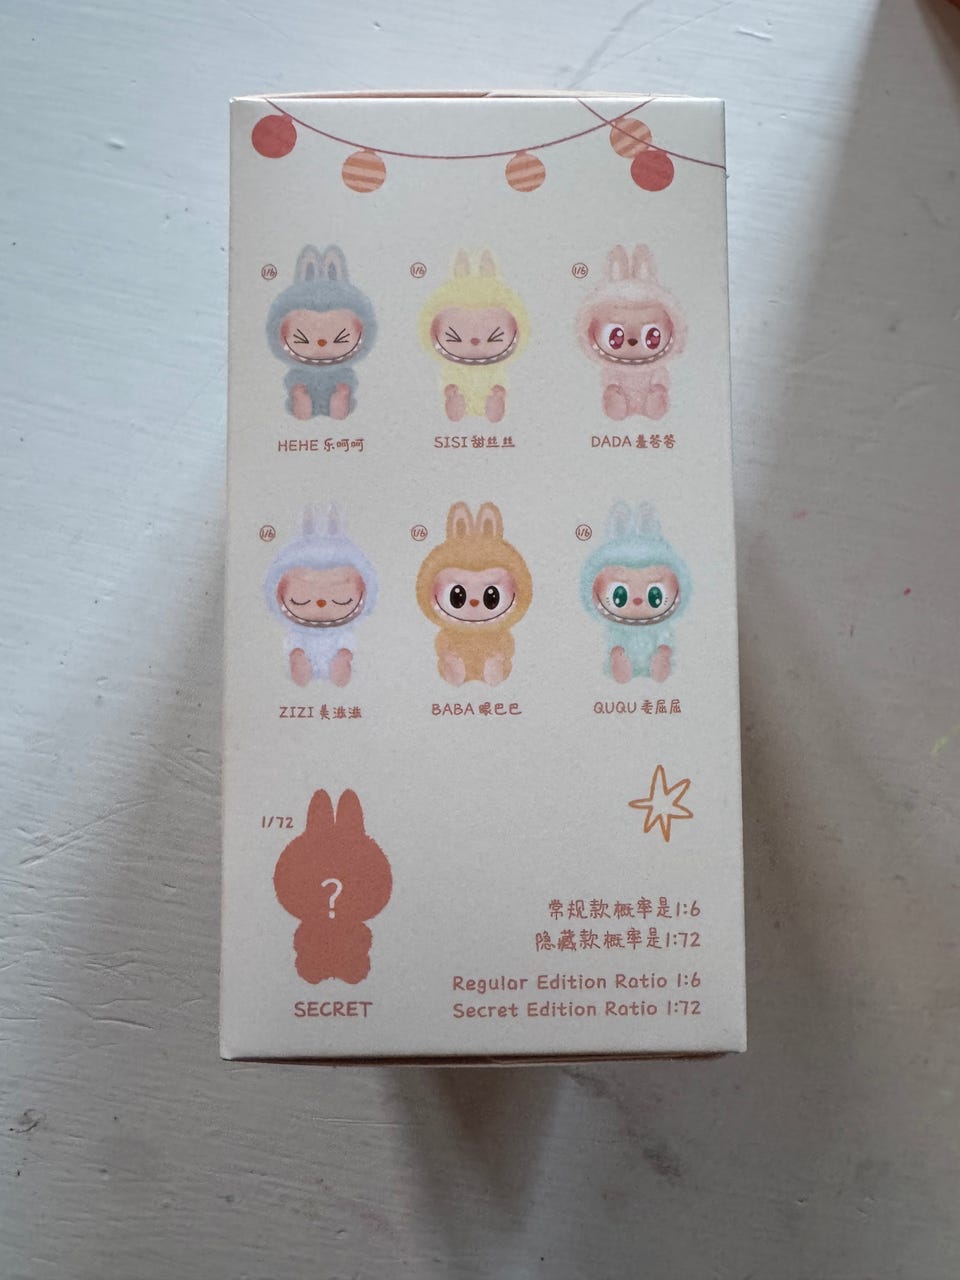 1/6 1/6 1/6
HEHE 乐呵呵 SISI 甜丝丝 DADA 羞答答
1/6 1/6 1/6
ZIZI 美滋滋 BABA 眼巴巴 QUQU 委屈屈
1/72
?
SECRET
常规款概率是1:6
隐藏款概率是1:72
Regular Edition Ratio 1:6
Secret Edition Ratio 1:72